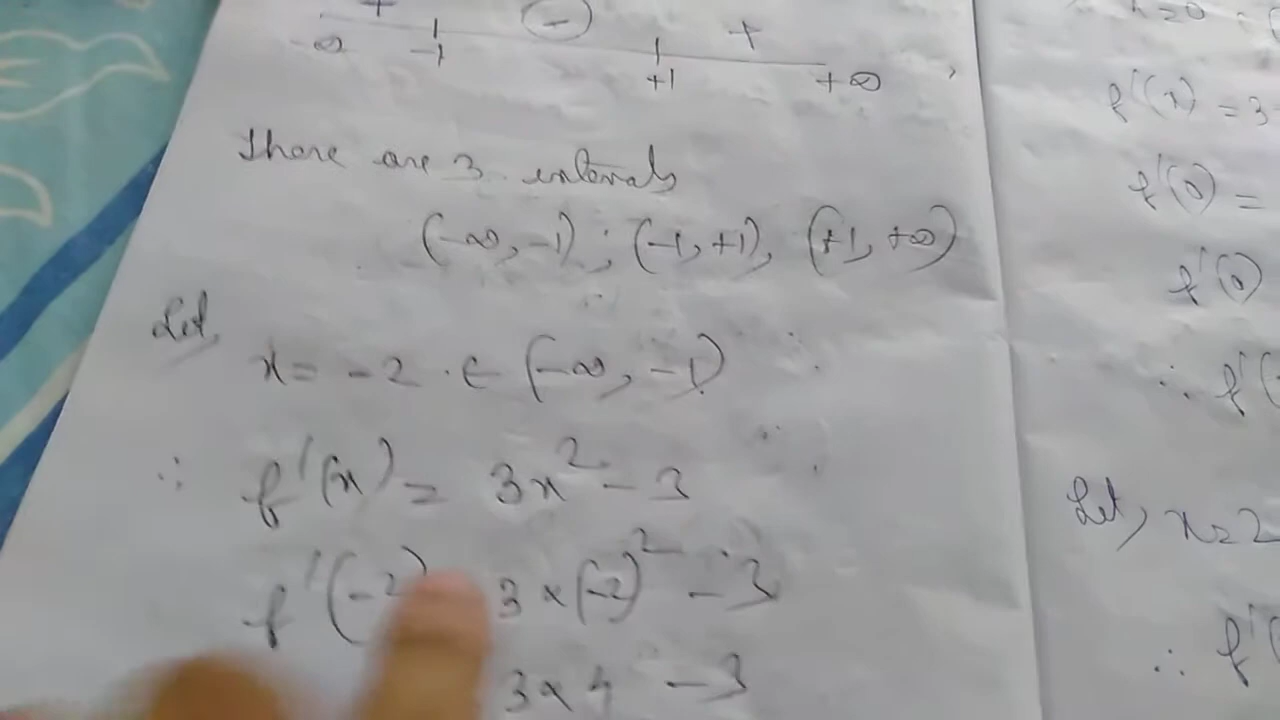 + - +
-∞ -1 +1 +∞
There are 3 intervals
(-∞, -1); (-1, +1), (+1, +∞)
Let,
x = -2 ∈ (-∞, -1)
∴ f'(x) = 3x² - 3
f'(-2) 3 × (-2)² - 3
3 × 4 - 3
x=0
f'(x) = 3
f'(0) =
f'(0)
∴ f'(
Let, x=2
∴ f'(